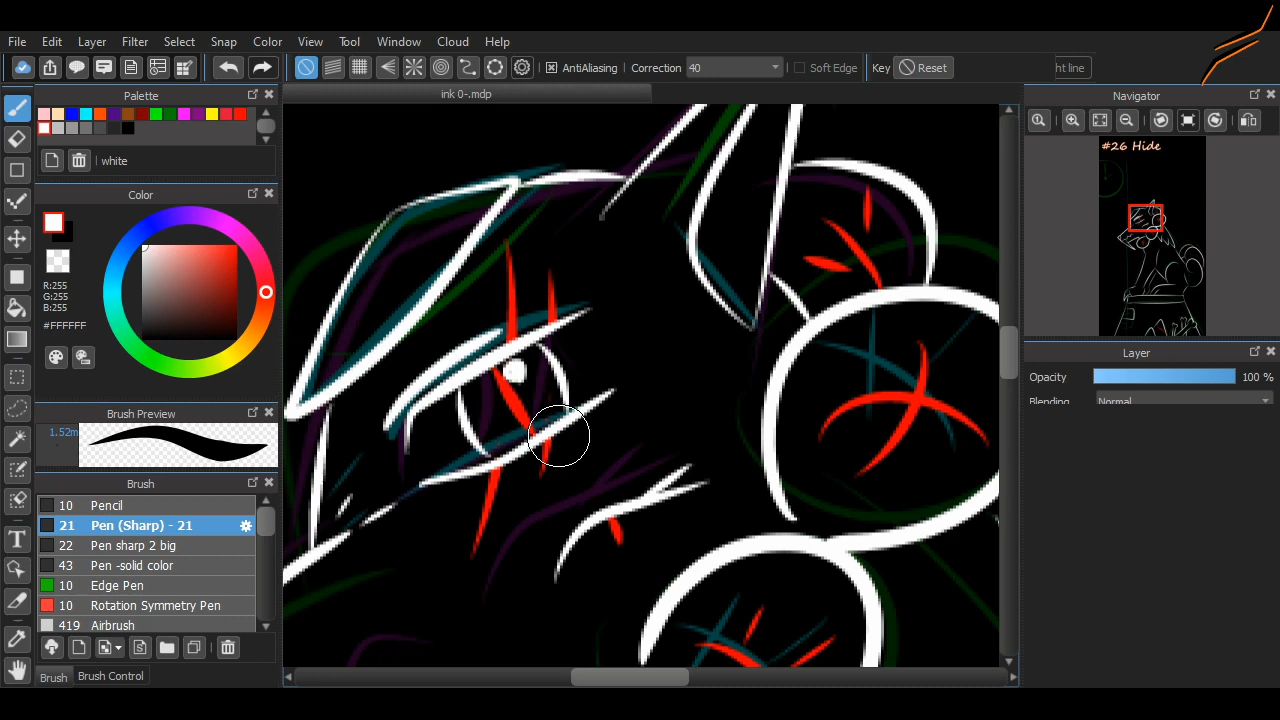 File Edit Layer Filter Select Snap Color View Tool Window Cloud Help
AntiAliasing Correction 40 Soft Edge Key Reset ht line
Palette
ink 0-.mdp
Navigator
white
#26 Hide
Color
R:255
G:255
B:255
#FFFFFF
Layer
Opacity 100 %
Blending Normal
Brush Preview
1.52m
Brush
10 Pencil
21 Pen (Sharp) - 21
22 Pen sharp 2 big
43 Pen -solid color
10 Edge Pen
10 Rotation Symmetry Pen
419 Airbrush
Brush Brush Control